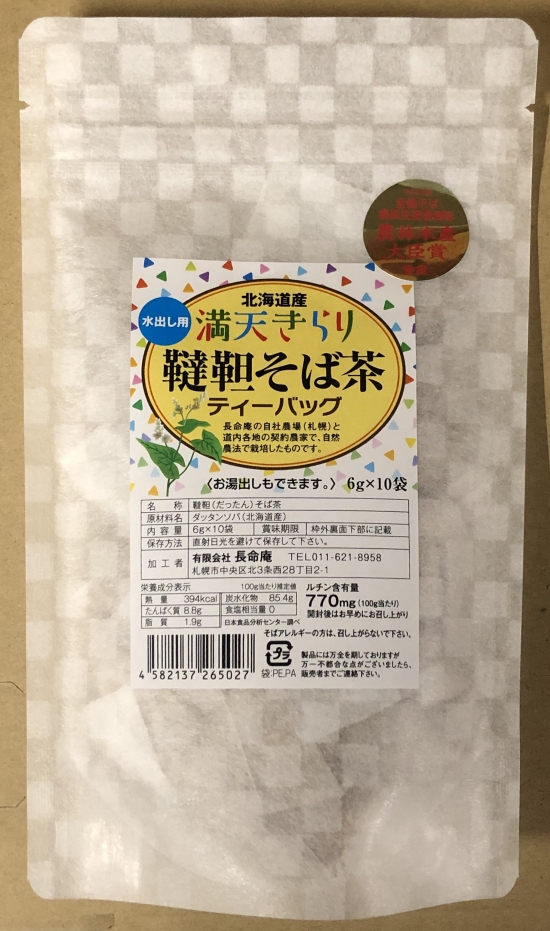 農林水産
大臣賞
北海道産
水出し用
満天きらり
韃靼そば茶
ティーバッグ
長命庵の自社農場(札幌)と
道内各地の契約農家で、自然
農法で栽培したものです。
〈お湯出しもできます。〉 6g×10袋
名 称 韃靼(だったん)そば茶
原材料名 ダッタンソバ(北海道産)
内容量 6g×10袋 賞味期限 枠外裏面下部に記載
保存方法 直射日光を避けて保存して下さい。
加工者 有限会社 長命庵 TEL011-621-8958
札幌市中央区北3条西28丁目2-1
栄養成分表示 100g当たり推定値
熱 量 394kcal 炭水化物 85.4g
たんぱく質 8.8g 食塩相当量 0
脂 質 1.9g 日本食品分析センター調べ
ルチン含有量
770mg (100g当たり)
開封後はお早めにお召し上がり
そばアレルギーの方は、召し上がらないで下さい。
4 582137 265027
プラ
袋:PE,PA
製品には万全を期しておりますが
万一不都合な点がございましたら、
販売者までご連絡下さい。